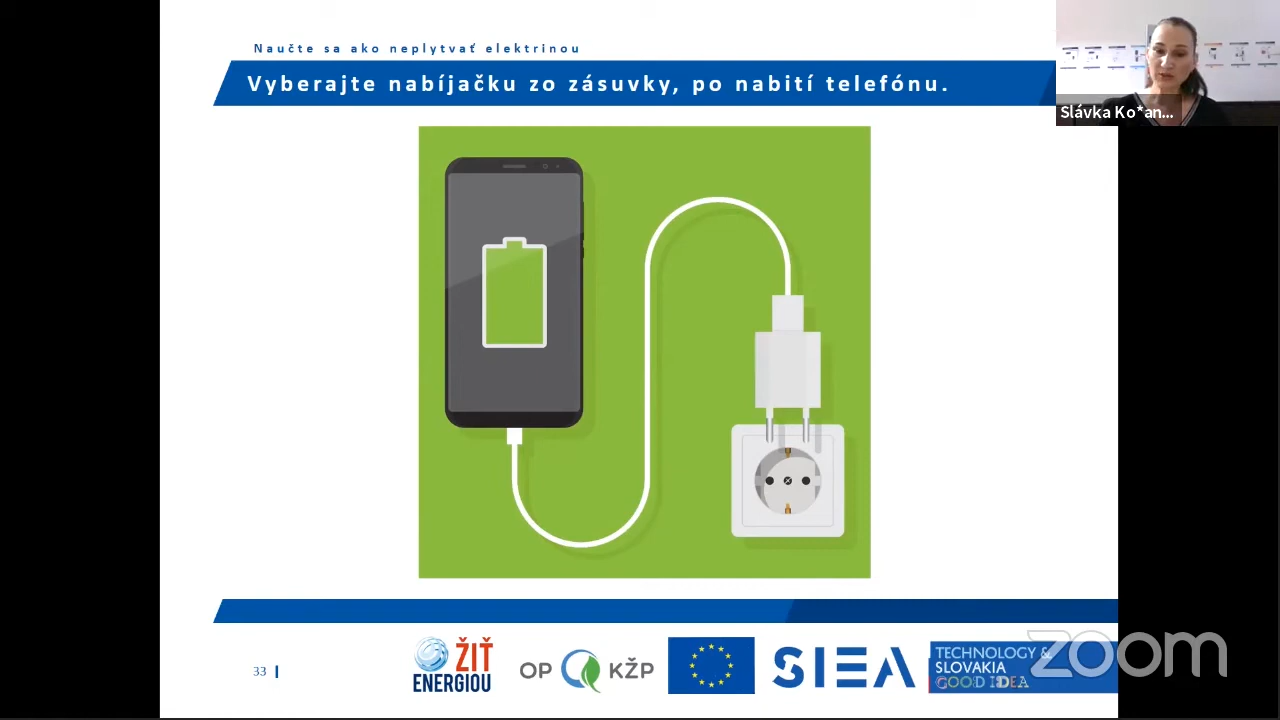 Naučte sa ako neplytvať elektrinou
Vyberajte nabíjačku zo zásuvky, po nabití telefónu.
Slávka Ko*an...
33
ŽIŤ
ENERGIOU
OP KŽP
SIEA
TECHNOLOGY &
SLOVAKIA
GOOD IDEA
zoom